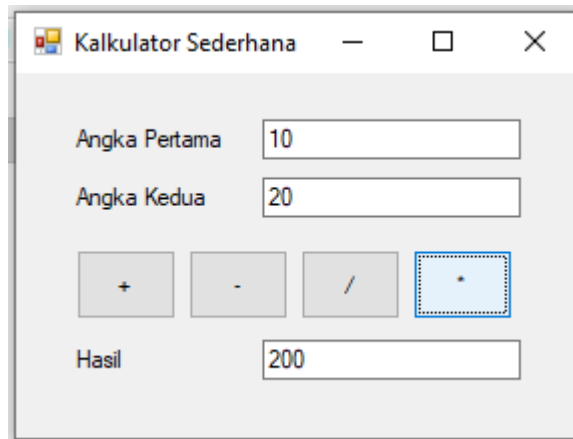 Kalkulator Sederhana
Angka Pertama 10
Angka Kedua 20
+ - / *
Hasil 200